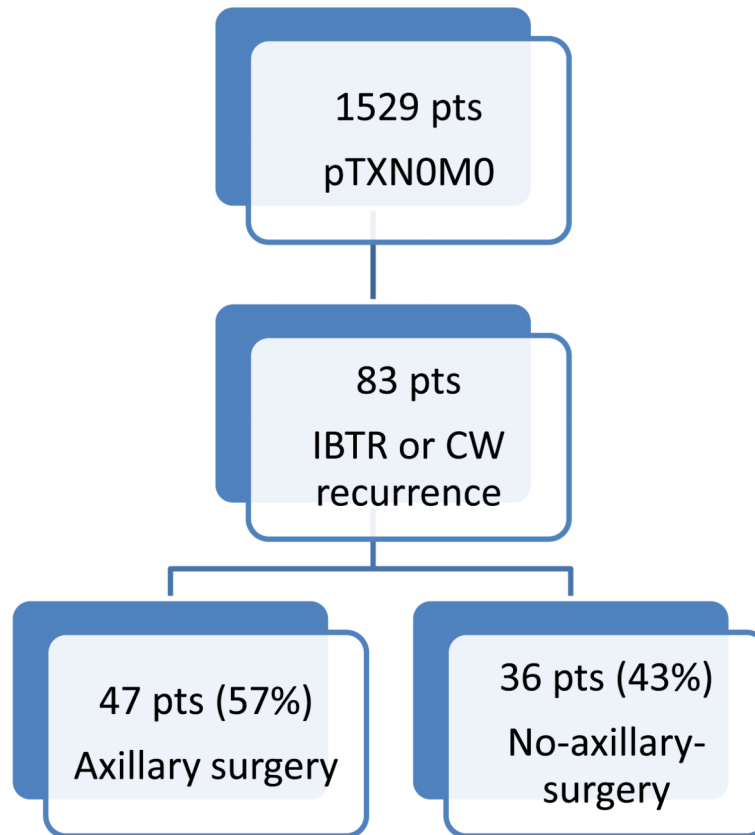 1529 pts
pTXN0M0
83 pts
IBTR or CW
recurrence
47 pts (57%)
Axillary surgery
36 pts (43%)
No-axillary-
surgery